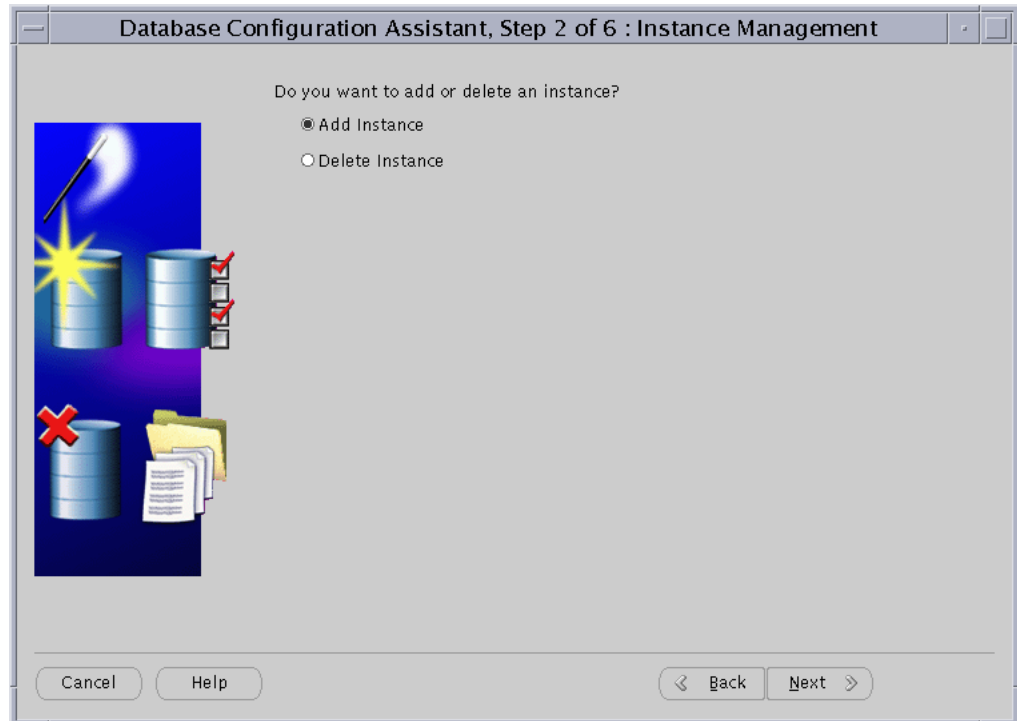 Database Configuration Assistant, Step 2 of 6 : Instance Management
Do you want to add or delete an instance?
Add Instance
Delete Instance
Cancel
Help
Back
Next